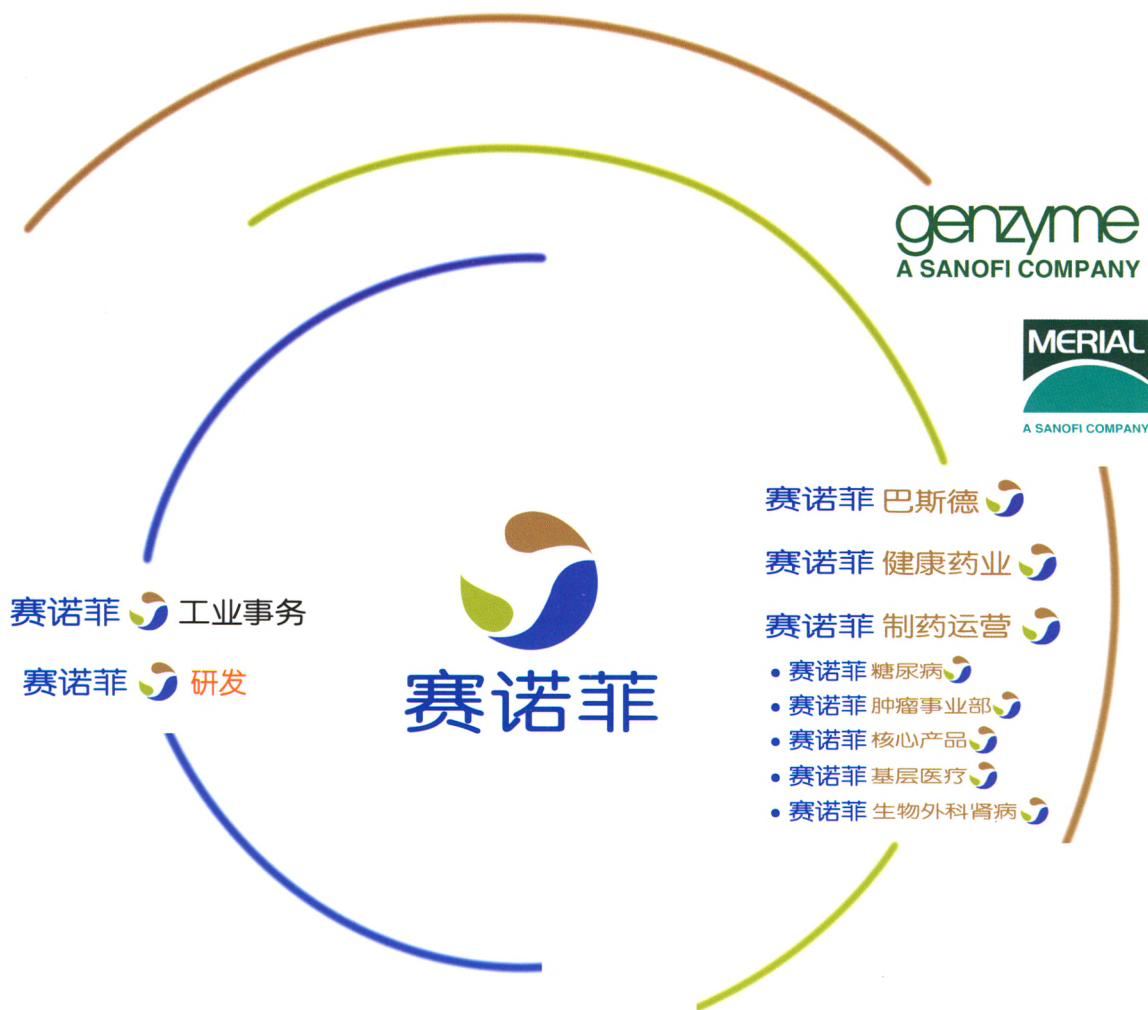 genzyme
A SANOFI COMPANY
MERIAL
A SANOFI COMPANY
赛诺菲 巴斯德
赛诺菲 健康药业
赛诺菲 制药运营
• 赛诺菲 糖尿病
• 赛诺菲 肿瘤事业部
• 赛诺菲 核心产品
• 赛诺菲 基层医疗
• 赛诺菲 生物外科肾病
赛诺菲 工业事务
赛诺菲 研发
赛诺菲